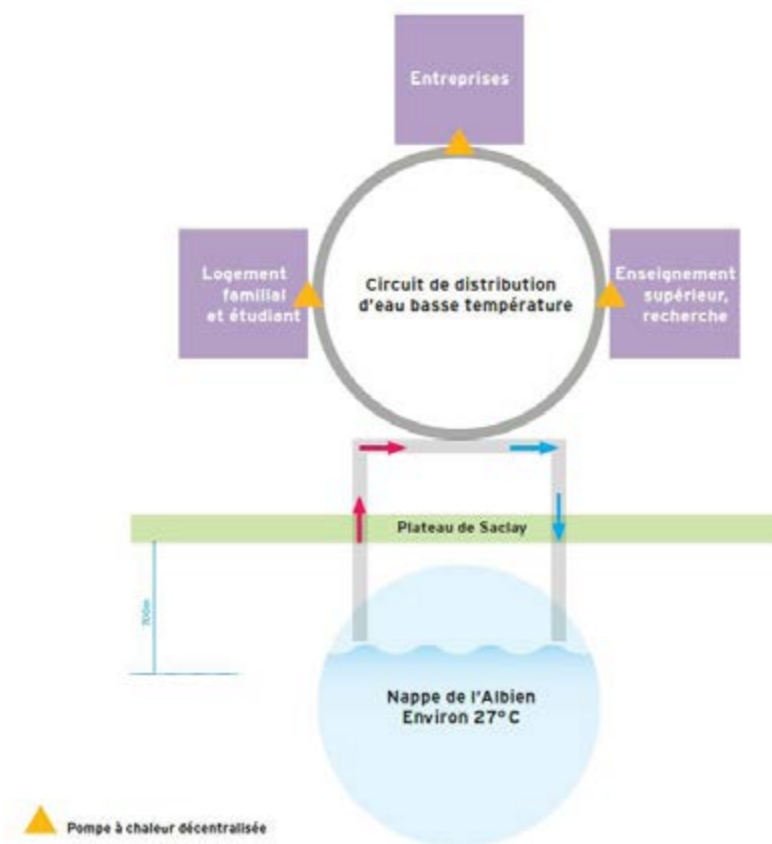 Entreprises
Logement
familial
et étudiant
Circuit de distribution
d'eau basse température
Enseignement
supérieur,
recherche
Plateau de Saclay
700m
Nappe de l'Albien
Environ 27°C
Pompe à chaleur décentralisée